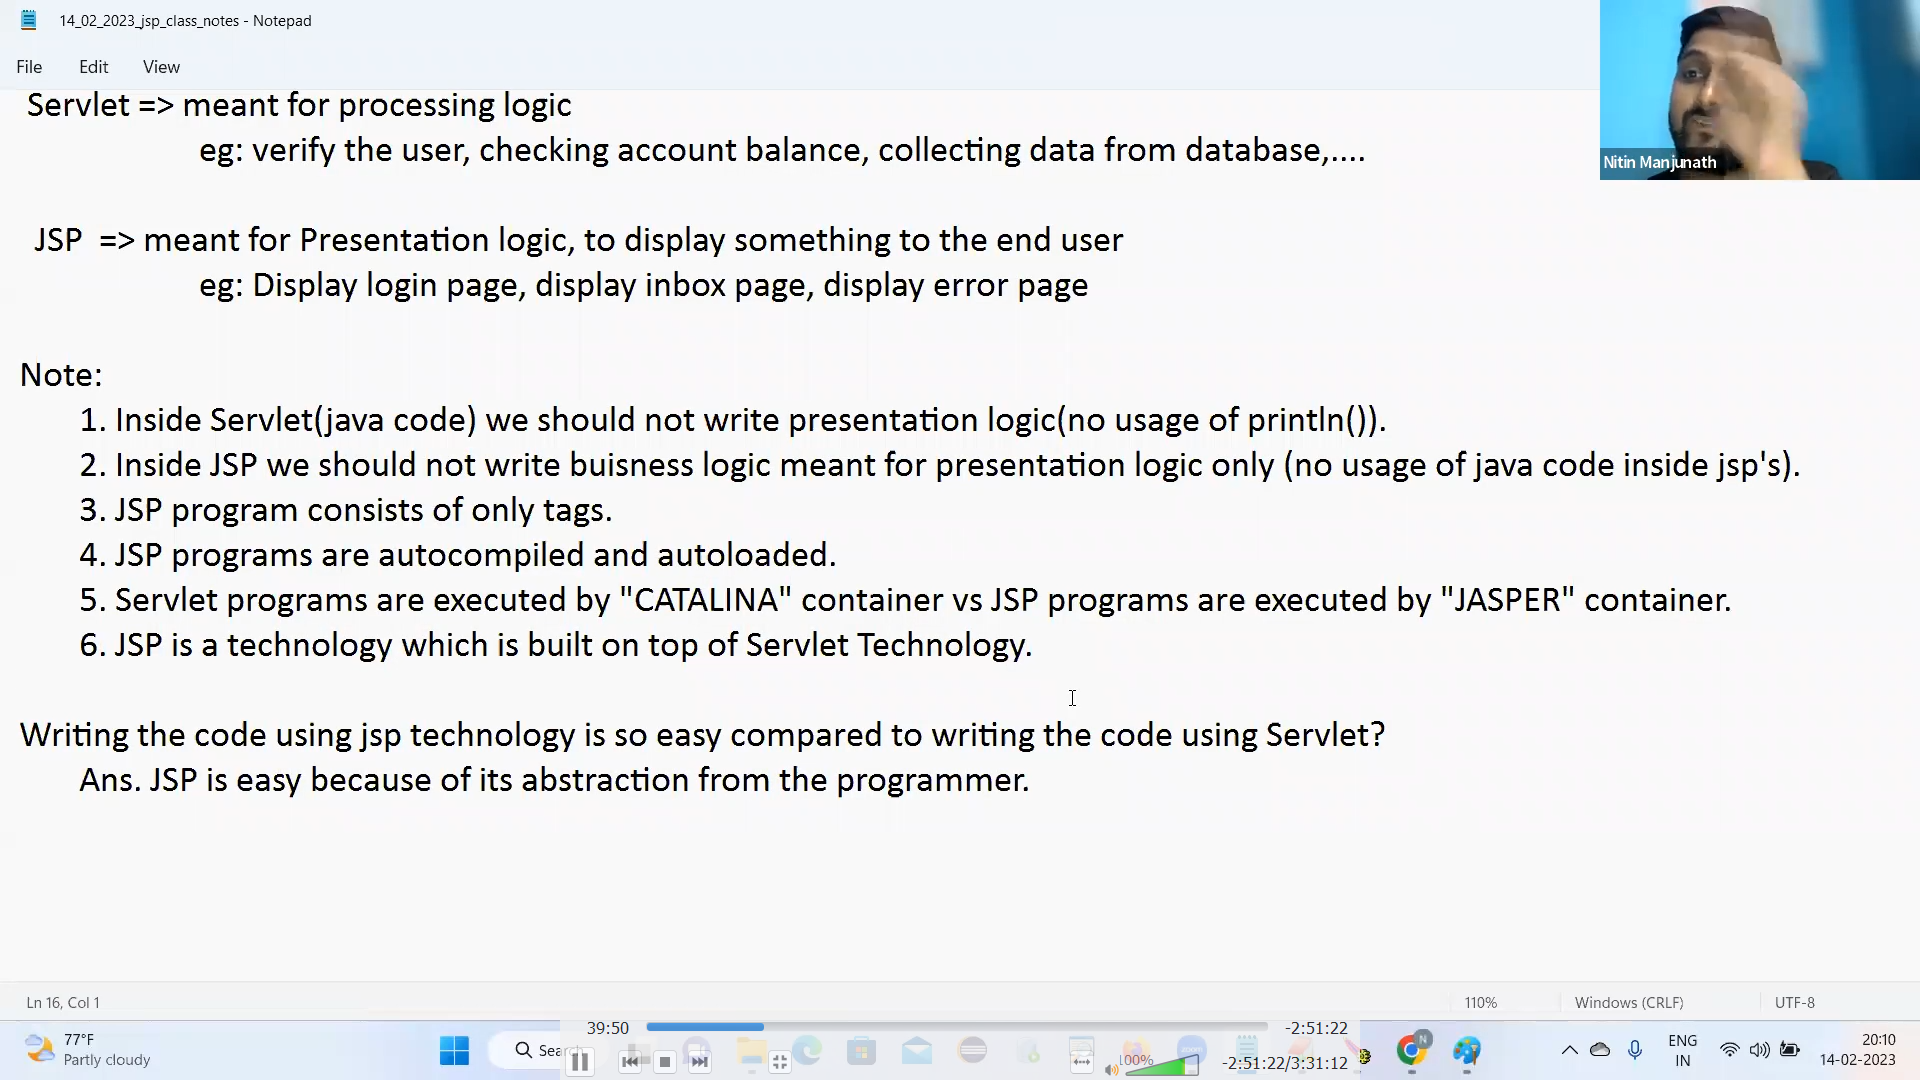 14_02_2023_jsp_class_notes - Notepad
File Edit View
Servlet => meant for processing logic
eg: verify the user, checking account balance, collecting data from database,....
Nitin Manjunath
JSP => meant for Presentation logic, to display something to the end user
eg: Display login page, display inbox page, display error page
Note:
1. Inside Servlet(java code) we should not write presentation logic(no usage of println()).
2. Inside JSP we should not write buisness logic meant for presentation logic only (no usage of java code inside jsp's).
3. JSP program consists of only tags.
4. JSP programs are autocompiled and autoloaded.
5. Servlet programs are executed by "CATALINA" container vs JSP programs are executed by "JASPER" container.
6. JSP is a technology which is built on top of Servlet Technology.
Writing the code using jsp technology is so easy compared to writing the code using Servlet?
Ans. JSP is easy because of its abstraction from the programmer.
Ln 16, Col 1 110% Windows (CRLF) UTF-8
77°F
Partly cloudy
39:50 -2:51:22
100% -2:51:22/3:31:12
ENG
IN
20:10
14-02-2023